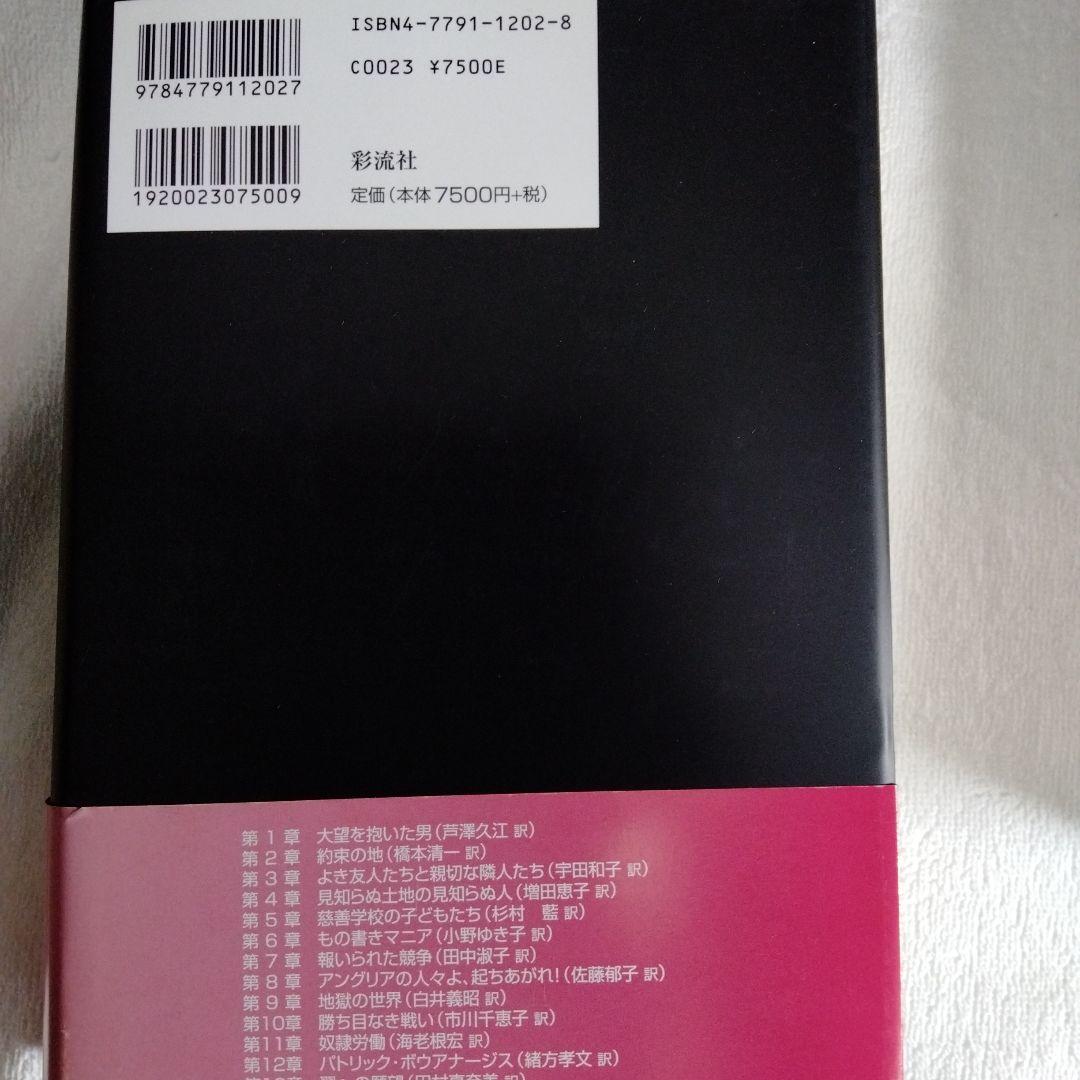 ISBN4-7791-1202-8
C0023 ¥7500E
9784779112027
1920023075009
彩流社
定価(本体7500円+税)
第1章 大望を抱いた男(芦澤久江 訳)
第2章 約束の地(橋本清一 訳)
第3章 よき友人たちと親切な隣人たち(宇田和子 訳)
第4章 見知らぬ土地の見知らぬ人(増田恵子 訳)
第5章 慈善学校の子どもたち(杉村 藍 訳)
第6章 もの書きマニア(小野ゆき子 訳)
第7章 報いられた競争(田中淑子 訳)
第8章 アングリアの人々よ、起ちあがれ!(佐藤郁子 訳)
第9章 地獄の世界(白井義昭 訳)
第10章 勝ち目なき戦い(市川千恵子 訳)
第11章 奴隷労働(海老根宏 訳)
第12章 パトリック・ボウアナージス(緒方孝文 訳)